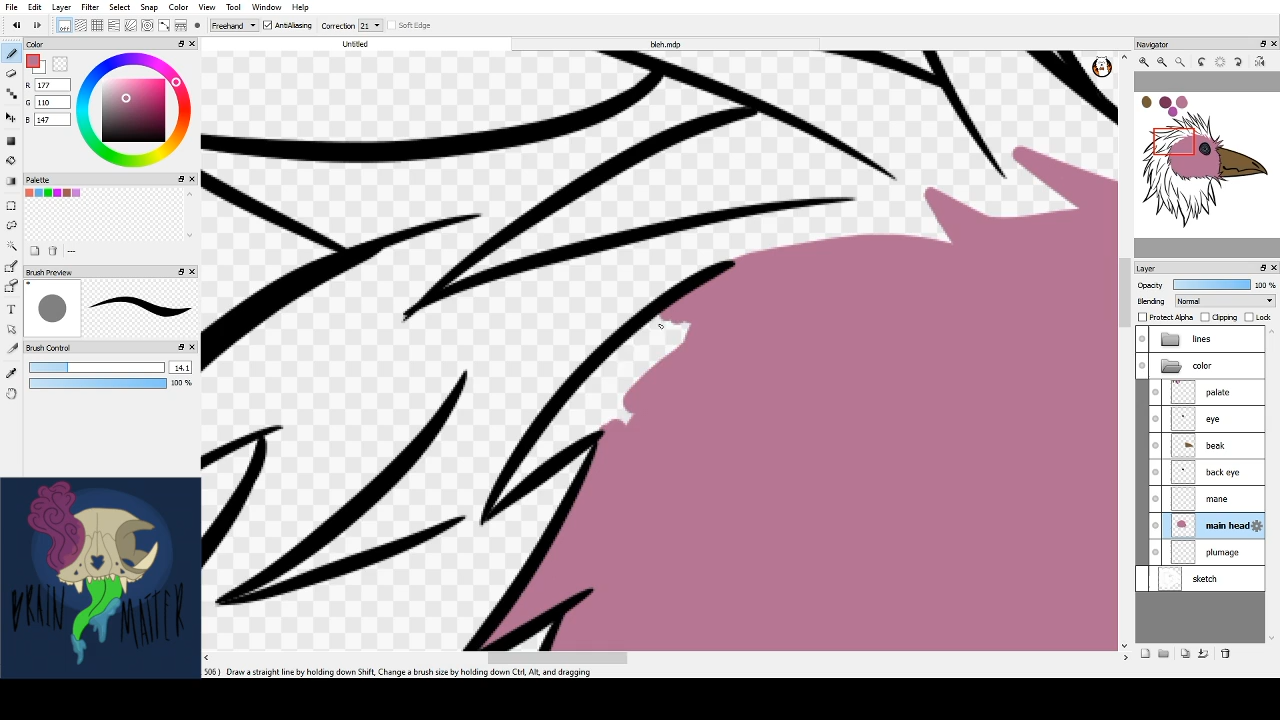 File Edit Layer Filter Select Snap Color View Tool Window Help
OFF Freehand AntiAliasing Correction 21 Soft Edge
Color
Untitled
bleh.mdp
Navigator
R 177
G 110
B 147
Palette
---
Brush Preview
Brush Control
14.1
100 %
Layer
Opacity 100 %
Blending Normal
Protect Alpha Clipping Lock
lines
color
palate
eye
beak
back eye
mane
main head
plumage
sketch
BRAIN MATTER
506 ) Draw a straight line by holding down Shift, Change a brush size by holding down Ctrl, Alt, and dragging